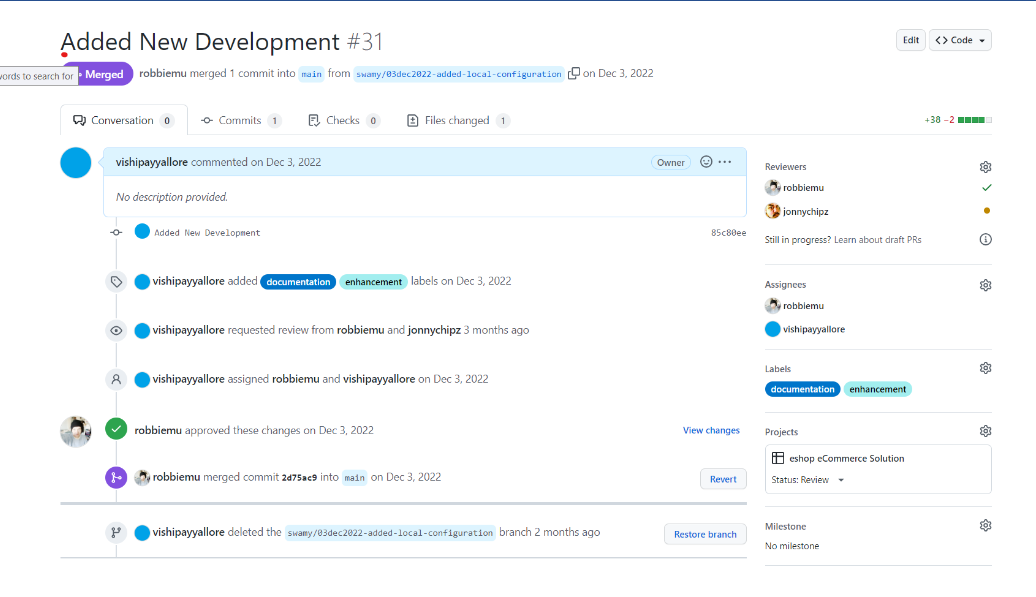 Added New Development #31
Edit
Code
words to search for
Merged
robbiemu merged 1 commit into main from swamy/03dec2022-added-local-configuration on Dec 3, 2022
Conversation 0
Commits 1
Checks 0
Files changed 1
+38 −2
vishipayyallore commented on Dec 3, 2022
Owner
No description provided.
Added New Development
85c80ee
vishipayyallore added documentation enhancement labels on Dec 3, 2022
vishipayyallore requested review from robbiemu and jonnychipz 3 months ago
vishipayyallore assigned robbiemu and vishipayyallore on Dec 3, 2022
robbiemu approved these changes on Dec 3, 2022
View changes
robbiemu merged commit 2d75ac9 into main on Dec 3, 2022
Revert
vishipayyallore deleted the swamy/03dec2022-added-local-configuration branch 2 months ago
Restore branch
Reviewers
robbiemu
jonnychipz
Still in progress? Learn about draft PRs
Assignees
robbiemu
vishipayyallore
Labels
documentation enhancement
Projects
eshop eCommerce Solution
Status: Review
Milestone
No milestone